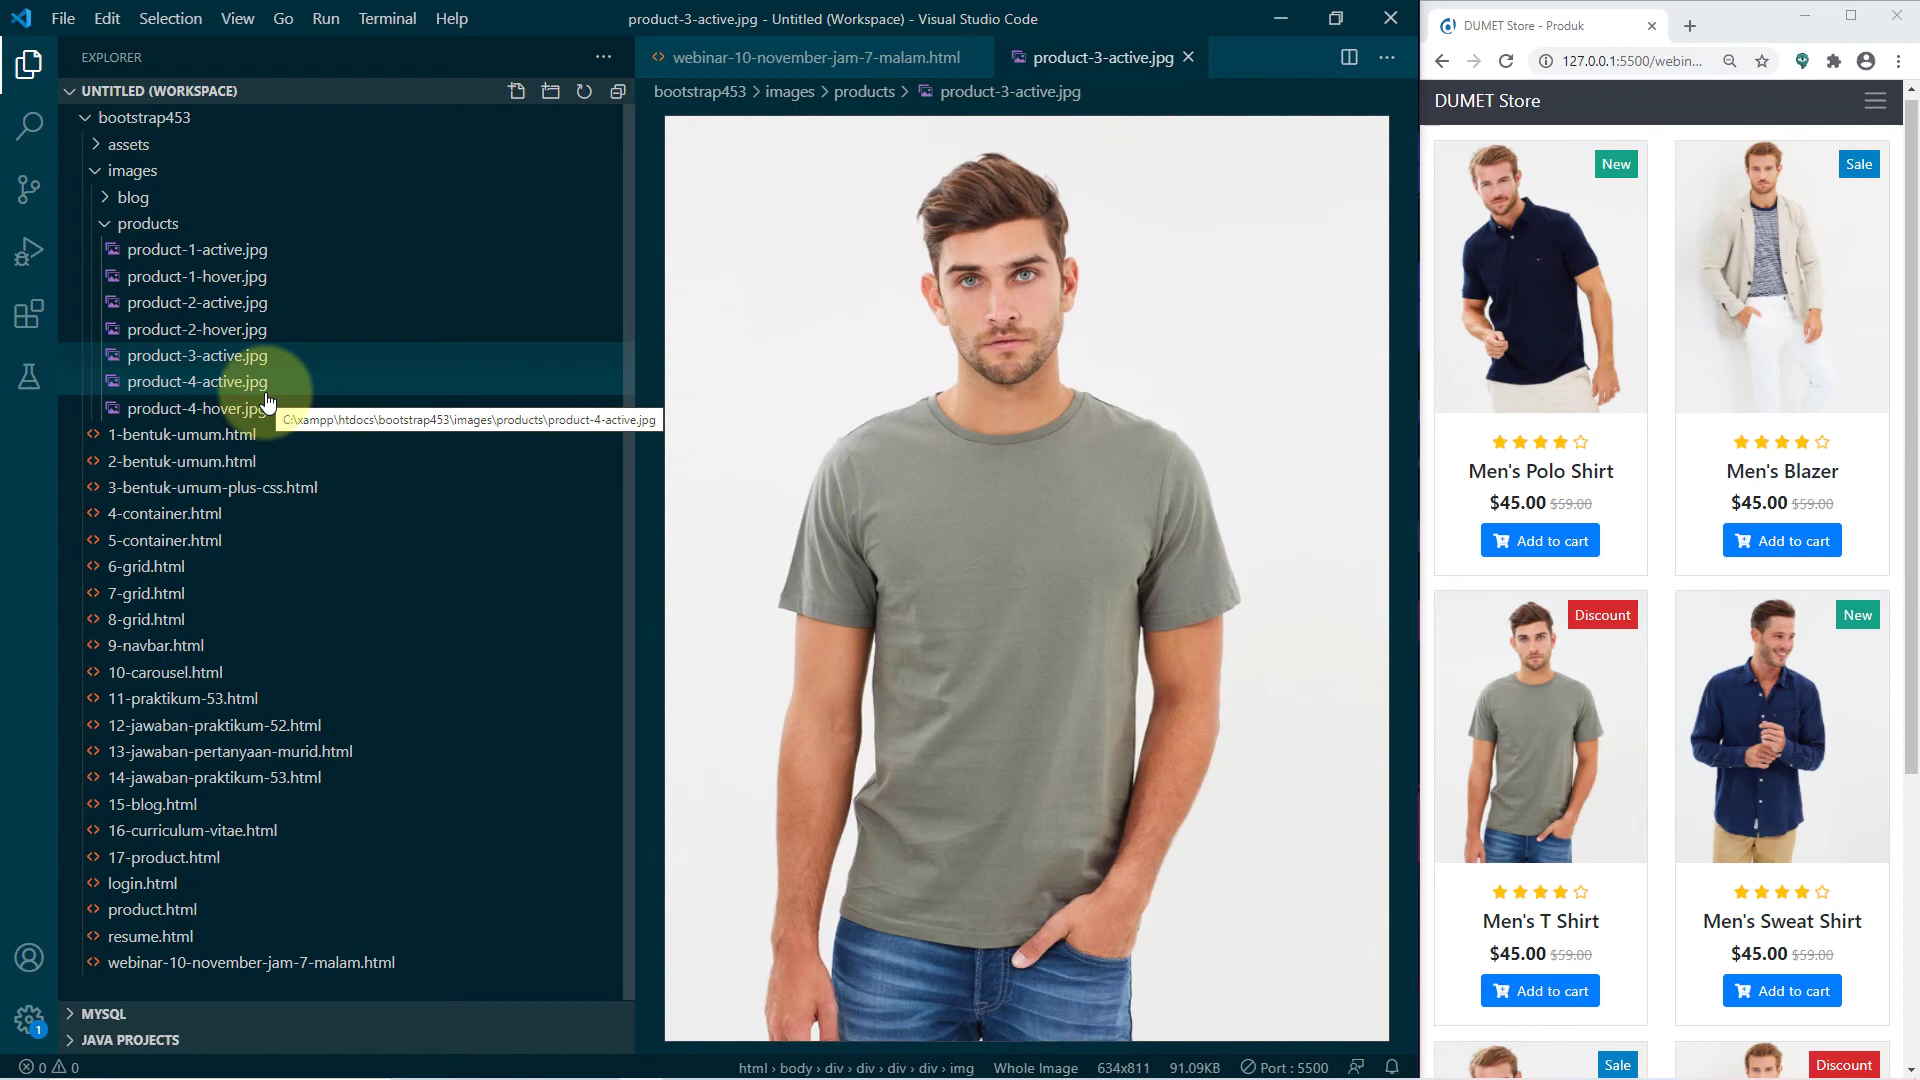 File Edit Selection View Go Run Terminal Help
product-3-active.jpg - Untitled (Workspace) - Visual Studio Code
EXPLORER
UNTITLED (WORKSPACE)
bootstrap453
assets
images
blog
products
product-1-active.jpg
product-1-hover.jpg
product-2-active.jpg
product-2-hover.jpg
product-3-active.jpg
product-4-active.jpg
product-4-hover.jpg
C:\xampp\htdocs\bootstrap453\images\products\product-4-active.jpg
1-bentuk-umum.html
2-bentuk-umum.html
3-bentuk-umum-plus-css.html
4-container.html
5-container.html
6-grid.html
7-grid.html
8-grid.html
9-navbar.html
10-carousel.html
11-praktikum-53.html
12-jawaban-praktikum-52.html
13-jawaban-pertanyaan-murid.html
14-jawaban-praktikum-53.html
15-blog.html
16-curriculum-vitae.html
17-product.html
login.html
product.html
resume.html
webinar-10-november-jam-7-malam.html
MYSQL
JAVA PROJECTS
1
0 0
webinar-10-november-jam-7-malam.html
product-3-active.jpg
bootstrap453 > images > products > product-3-active.jpg
html › body › div › div › div › div › img
Whole Image
634x811
91.09KB
Port : 5500
DUMET Store - Produk
127.0.0.1:5500/webin...
DUMET Store
New
Men's Polo Shirt
$45.00 $59.00
Add to cart
Sale
Men's Blazer
$45.00 $59.00
Add to cart
Discount
Men's T Shirt
$45.00 $59.00
Add to cart
New
Men's Sweat Shirt
$45.00 $59.00
Add to cart
Sale
Discount